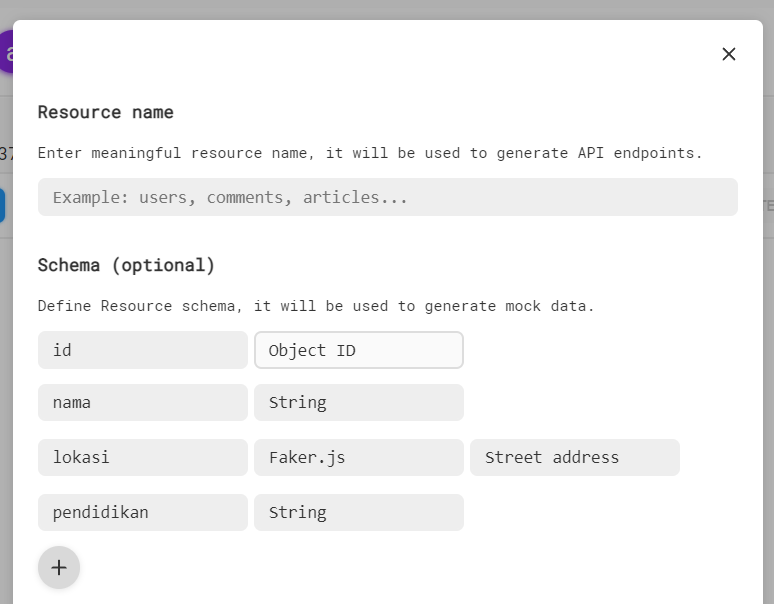 Resource name
Enter meaningful resource name, it will be used to generate API endpoints.
Example: users, comments, articles...
Schema (optional)
Define Resource schema, it will be used to generate mock data.
id Object ID
nama String
lokasi Faker.js Street address
pendidikan String
+